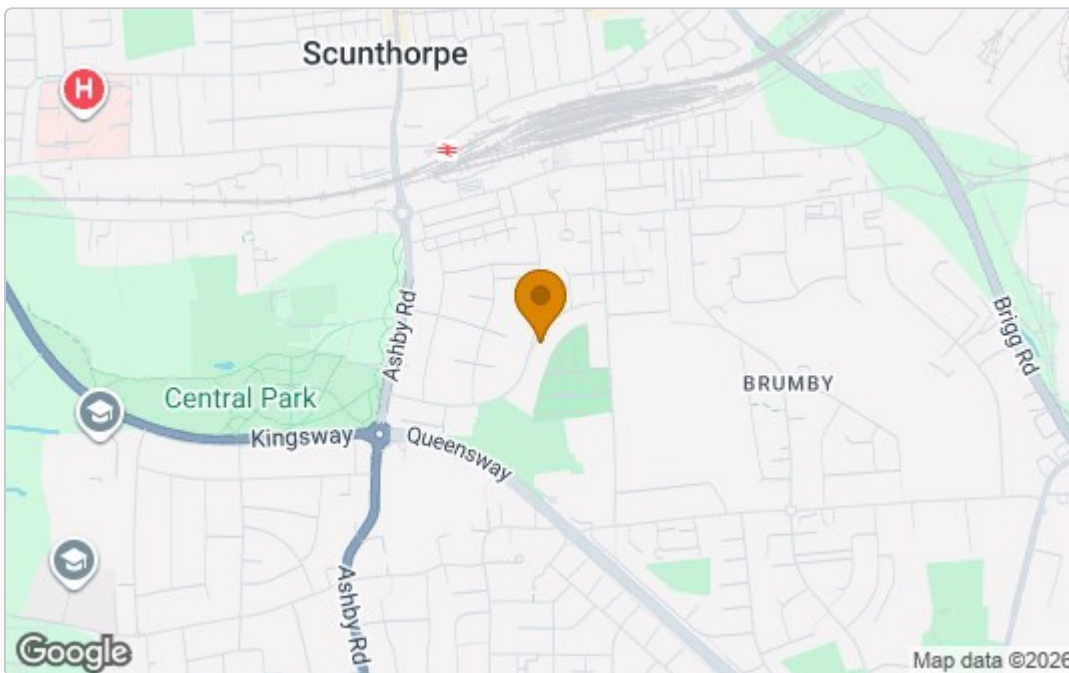 Scunthorpe
H
Ashby Rd
Brigg Rd
BRUMBY
Central Park
Kingsway
Queensway
Ashby Rd
Google
Map data ©2026